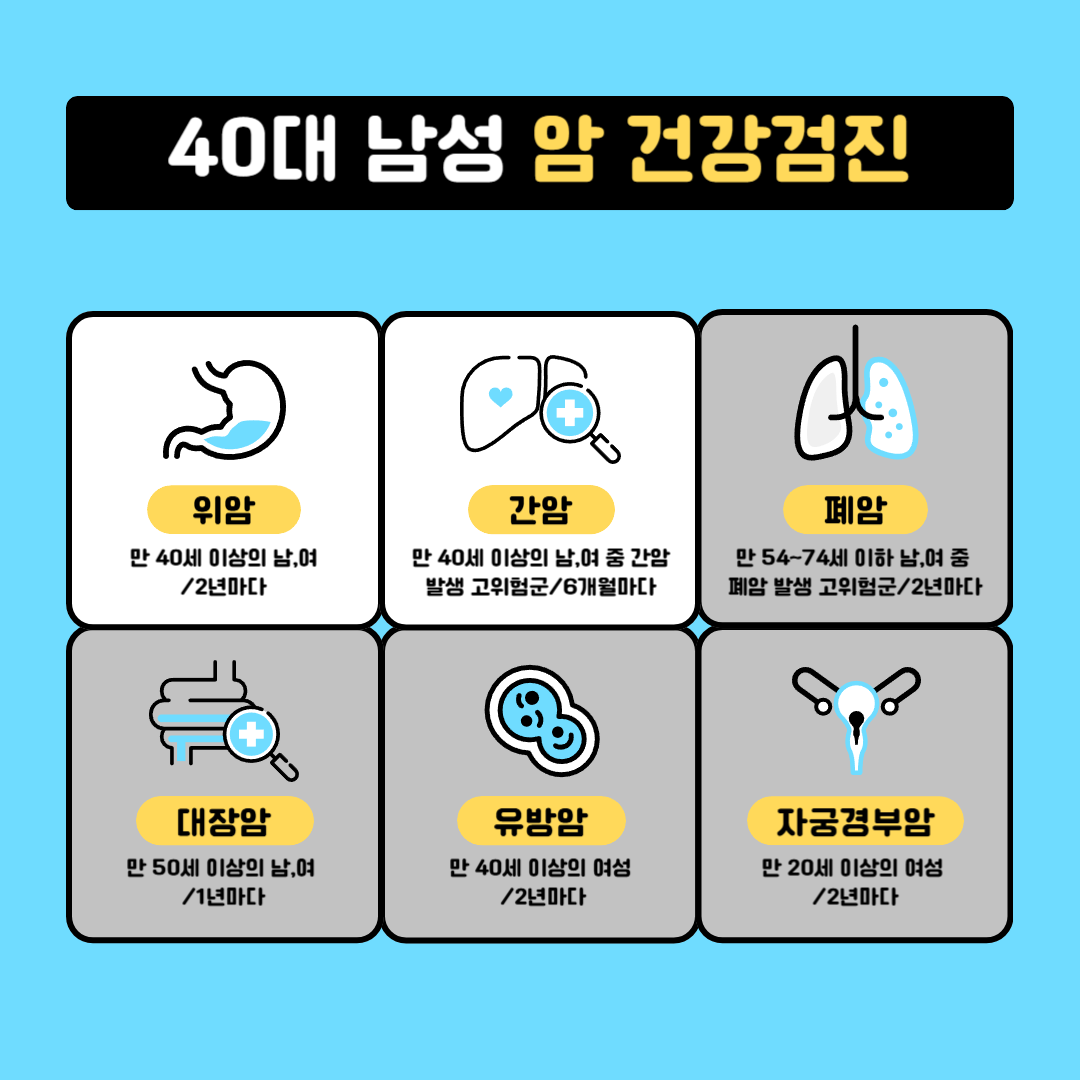 40대 남성 암 건강검진
위암
만 40세 이상의 남,여
/2년마다
간암
만 40세 이상의 남,여 중 간암
발생 고위험군/6개월마다
폐암
만 54~74세 이하 남,여 중
폐암 발생 고위험군/2년마다
대장암
만 50세 이상의 남,여
/1년마다
유방암
만 40세 이상의 여성
/2년마다
자궁경부암
만 20세 이상의 여성
/2년마다